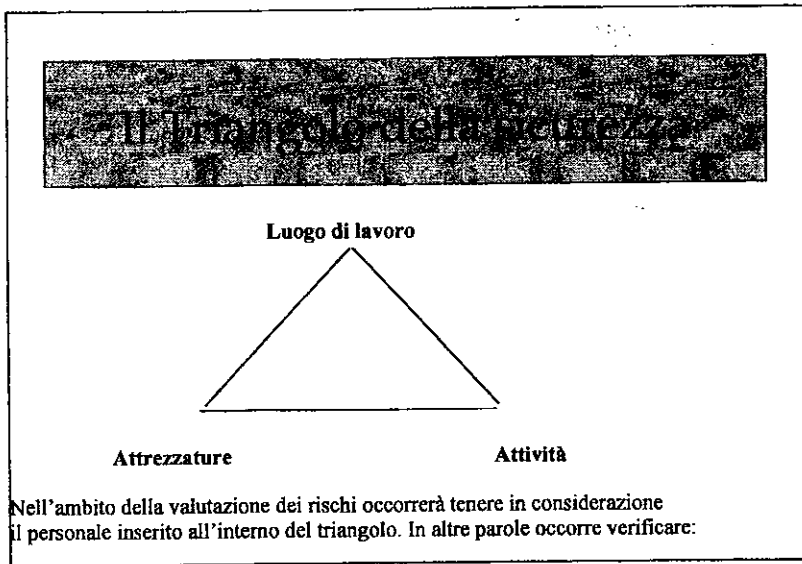 Il Triangolo della sicurezza
Luogo di lavoro
Attrezzature
Attività
Nell'ambito della valutazione dei rischi occorrerà tenere in considerazione
il personale inserito all'interno del triangolo. In altre parole occorre verificare: